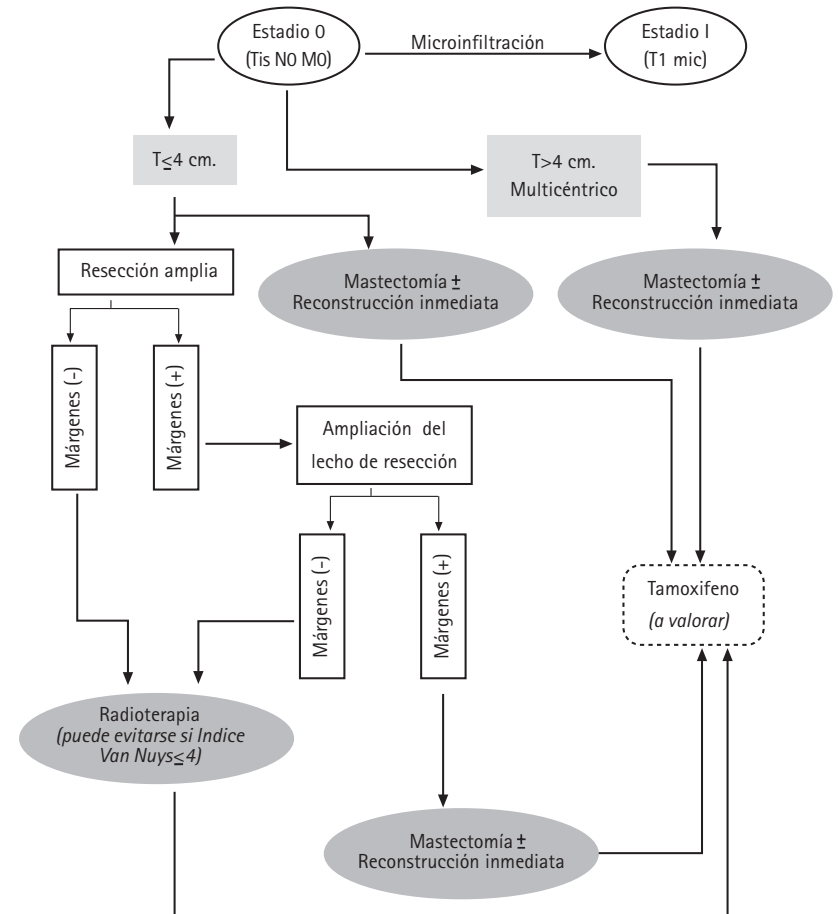 Estadio 0
(Tis N0 M0)
Microinfiltración
Estadio I
(T1 mic)
T≤4 cm.
T>4 cm.
Multicéntrico
Resección amplia
Mastectomía ±
Reconstrucción inmediata
Mastectomía ±
Reconstrucción inmediata
Márgenes (-)
Márgenes (+)
Ampliación del
lecho de resección
Márgenes (-)
Márgenes (+)
Tamoxifeno
(a valorar)
Radioterapia
(puede evitarse si Indice
Van Nuys≤4)
Mastectomía ±
Reconstrucción inmediata